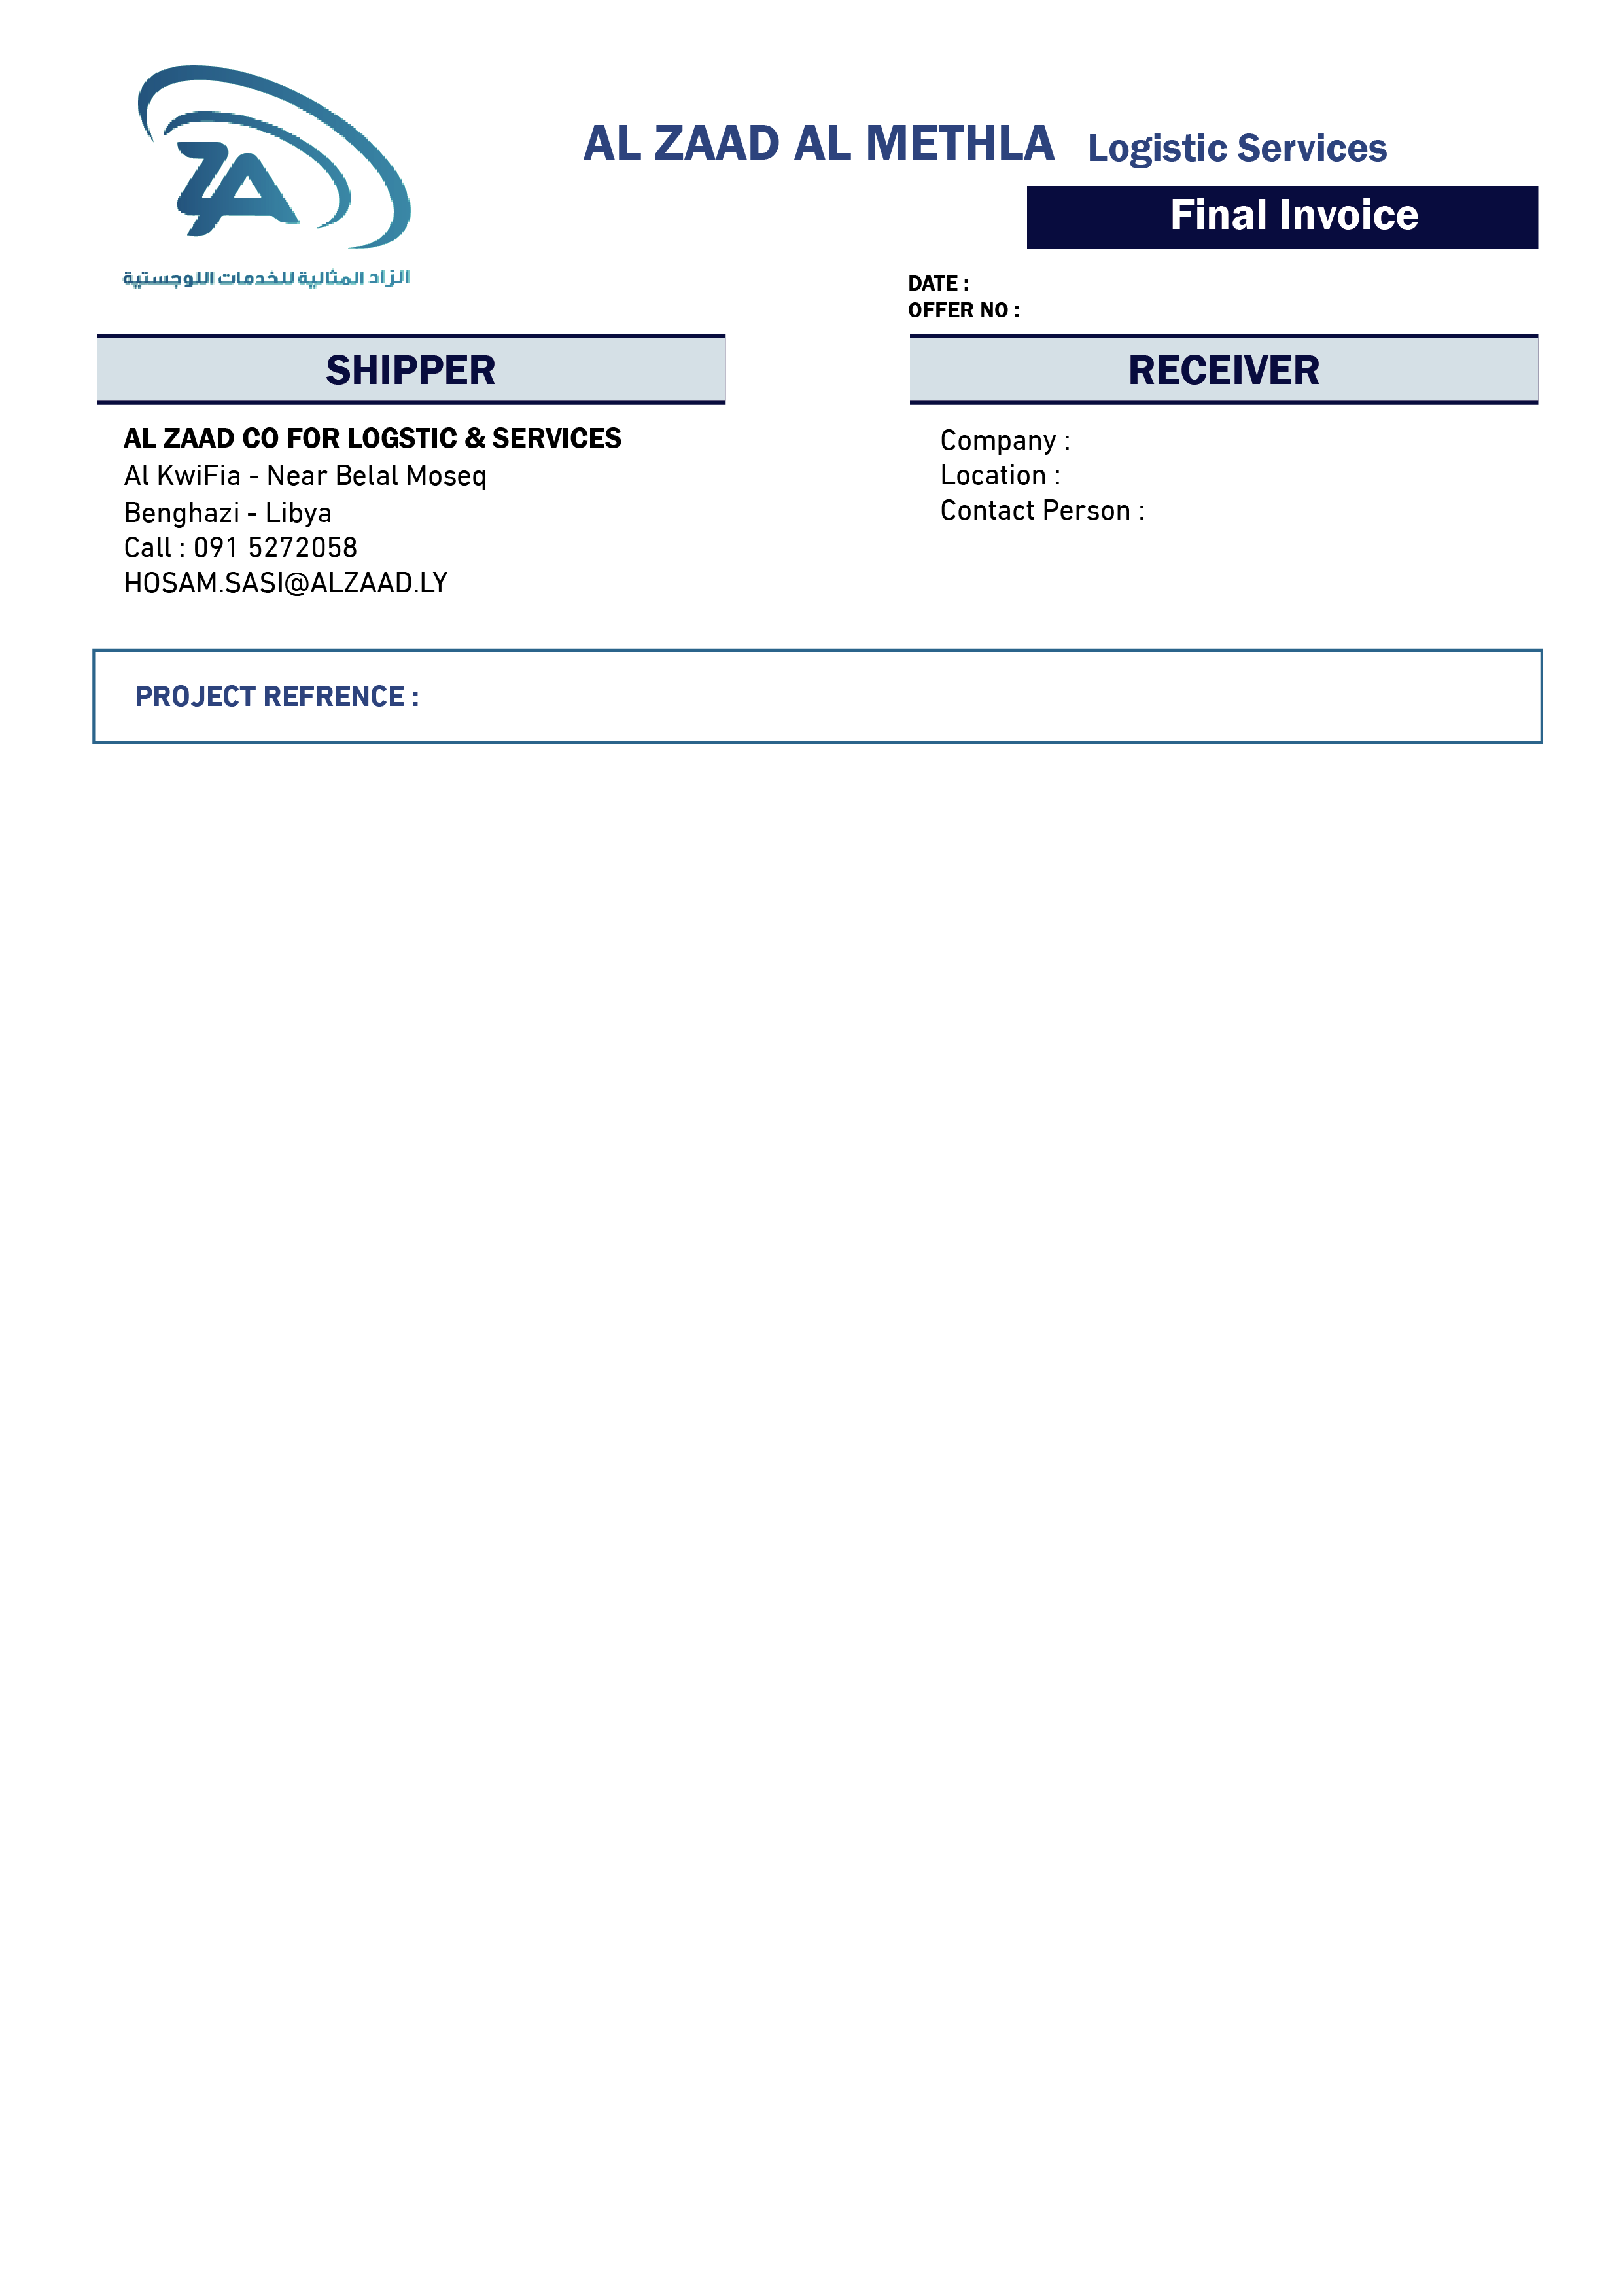 ZA
الزاد المثالية للخدمات اللوجستية
AL ZAAD AL METHLA Logistic Services
Final Invoice
DATE :
OFFER NO :
SHIPPER
AL ZAAD CO FOR LOGSTIC & SERVICES
Al KwiFia - Near Belal Moseq
Benghazi - Libya
Call : 091 5272058
HOSAM.SASI@ALZAAD.LY
RECEIVER
Company :
Location :
Contact Person :
PROJECT REFRENCE :